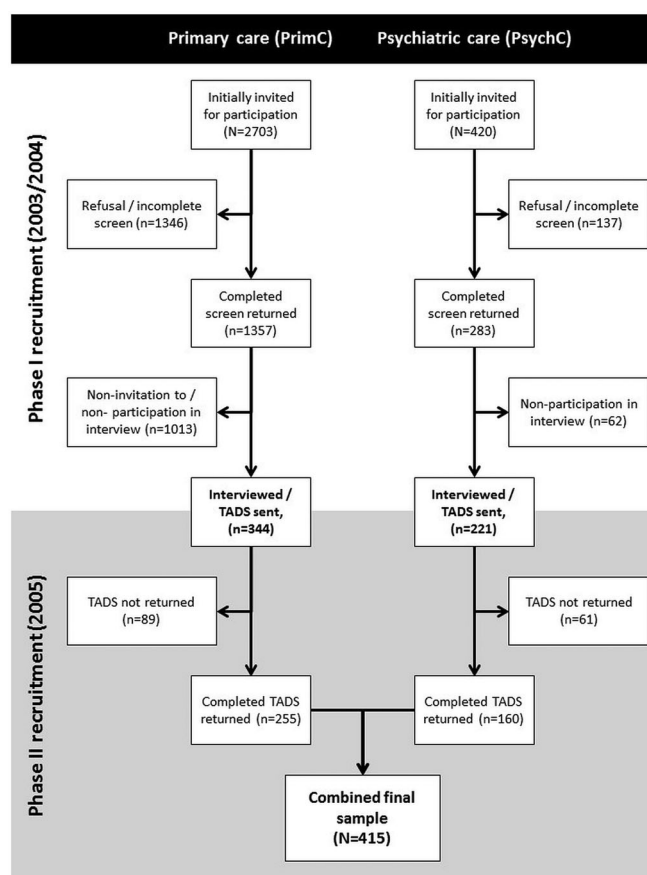 Primary care (PrimC)
Psychiatric care (PsychC)
Phase I recruitment (2003/2004)
Initially invited
for participation
(N=2703)
Initially invited
for participation
(N=420)
Refusal / incomplete
screen (n=1346)
Refusal / incomplete
screen (n=137)
Completed
screen returned
(n=1357)
Completed
screen returned
(n=283)
Non-invitation to /
non- participation in
interview (n=1013)
Non-participation in
interview (n=62)
Interviewed /
TADS sent,
(n=344)
Interviewed /
TADS sent,
(n=221)
Phase II recruitment (2005)
TADS not returned
(n=89)
TADS not returned
(n=61)
Completed TADS
returned (n=255)
Completed TADS
returned (n=160)
Combined final
sample
(N=415)